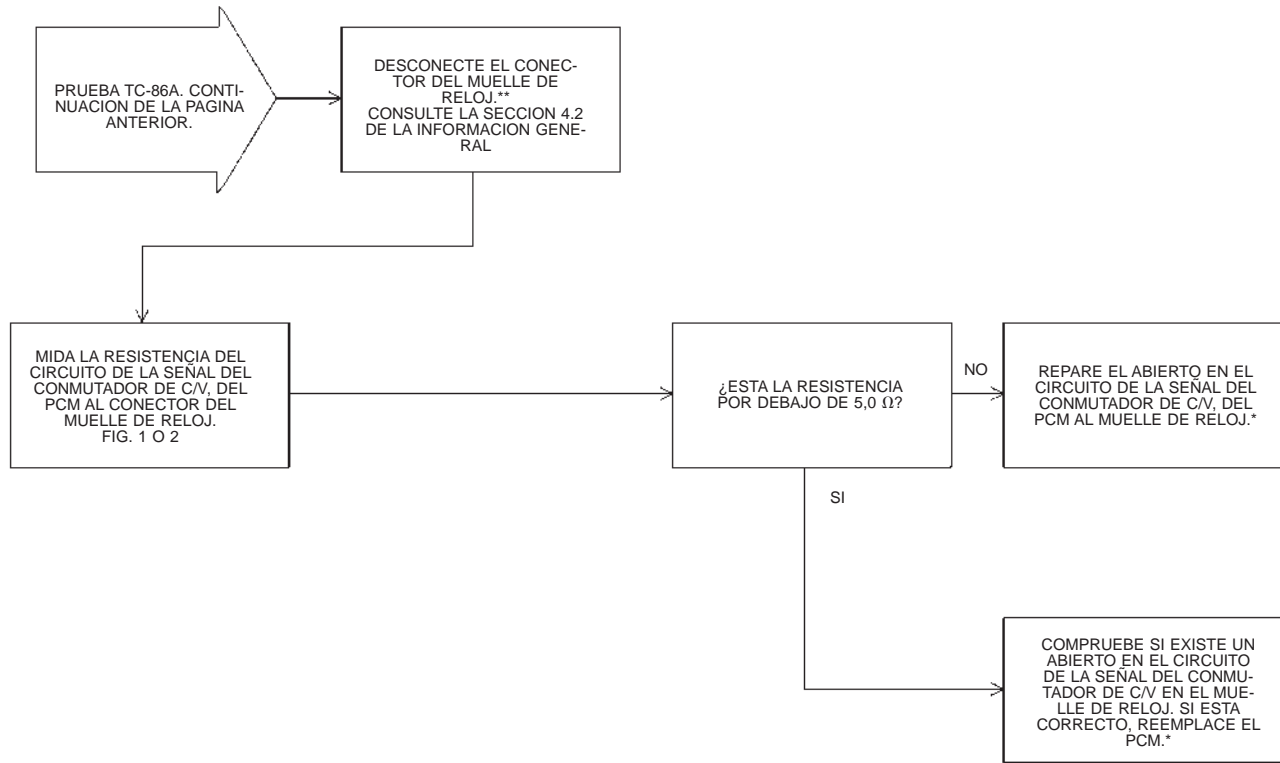 PRUEBA TC-86A. CONTI-
NUACION DE LA PAGINA
ANTERIOR.
DESCONECTE EL CONEC-
TOR DEL MUELLE DE
RELOJ.**
CONSULTE LA SECCION 4.2
DE LA INFORMACION GENE-
RAL
MIDA LA RESISTENCIA DEL
CIRCUITO DE LA SEÑAL DEL
CONMUTADOR DE C/V, DEL
PCM AL CONECTOR DEL
MUELLE DE RELOJ.
FIG. 1 O 2
¿ESTA LA RESISTENCIA
POR DEBAJO DE 5,0 Ω?
NO
REPARE EL ABIERTO EN EL
CIRCUITO DE LA SEÑAL DEL
CONMUTADOR DE C/V, DEL
PCM AL MUELLE DE RELOJ.*
SI
COMPRUEBE SI EXISTE UN
ABIERTO EN EL CIRCUITO
DE LA SEÑAL DEL CONMU-
TADOR DE C/V EN EL MUE-
LLE DE RELOJ. SI ESTA
CORRECTO, REEMPLACE EL
PCM.*